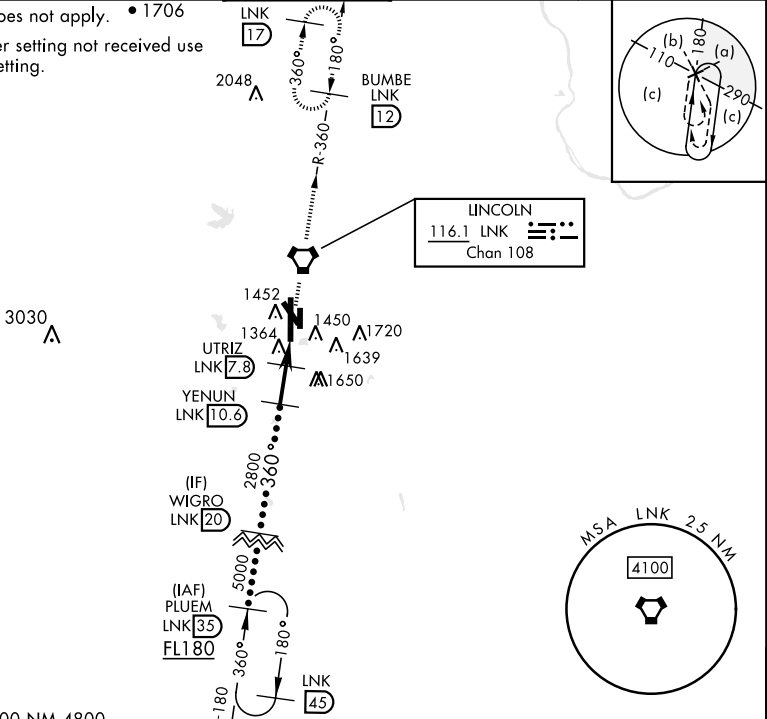 oes not apply. • 1706
er setting not received use
etting.
LNK
17
360°
180°
2048
BUMBE
LNK
12
R-360
(b)
180
(a)
110
290
(c)
(c)
LINCOLN
116.1 LNK
Chan 108
3030
1452
1364
1450
1720
1639
1650
UTRIZ
LNK 7.8
YENUN
LNK 10.6
2800
360°
(IF)
WIGRO
LNK 20
5000
(IAF)
PLUEM
LNK 35
FL180
360°
180°
LNK
45
-180
MSA LNK 25 NM
4100
00 NM 4800